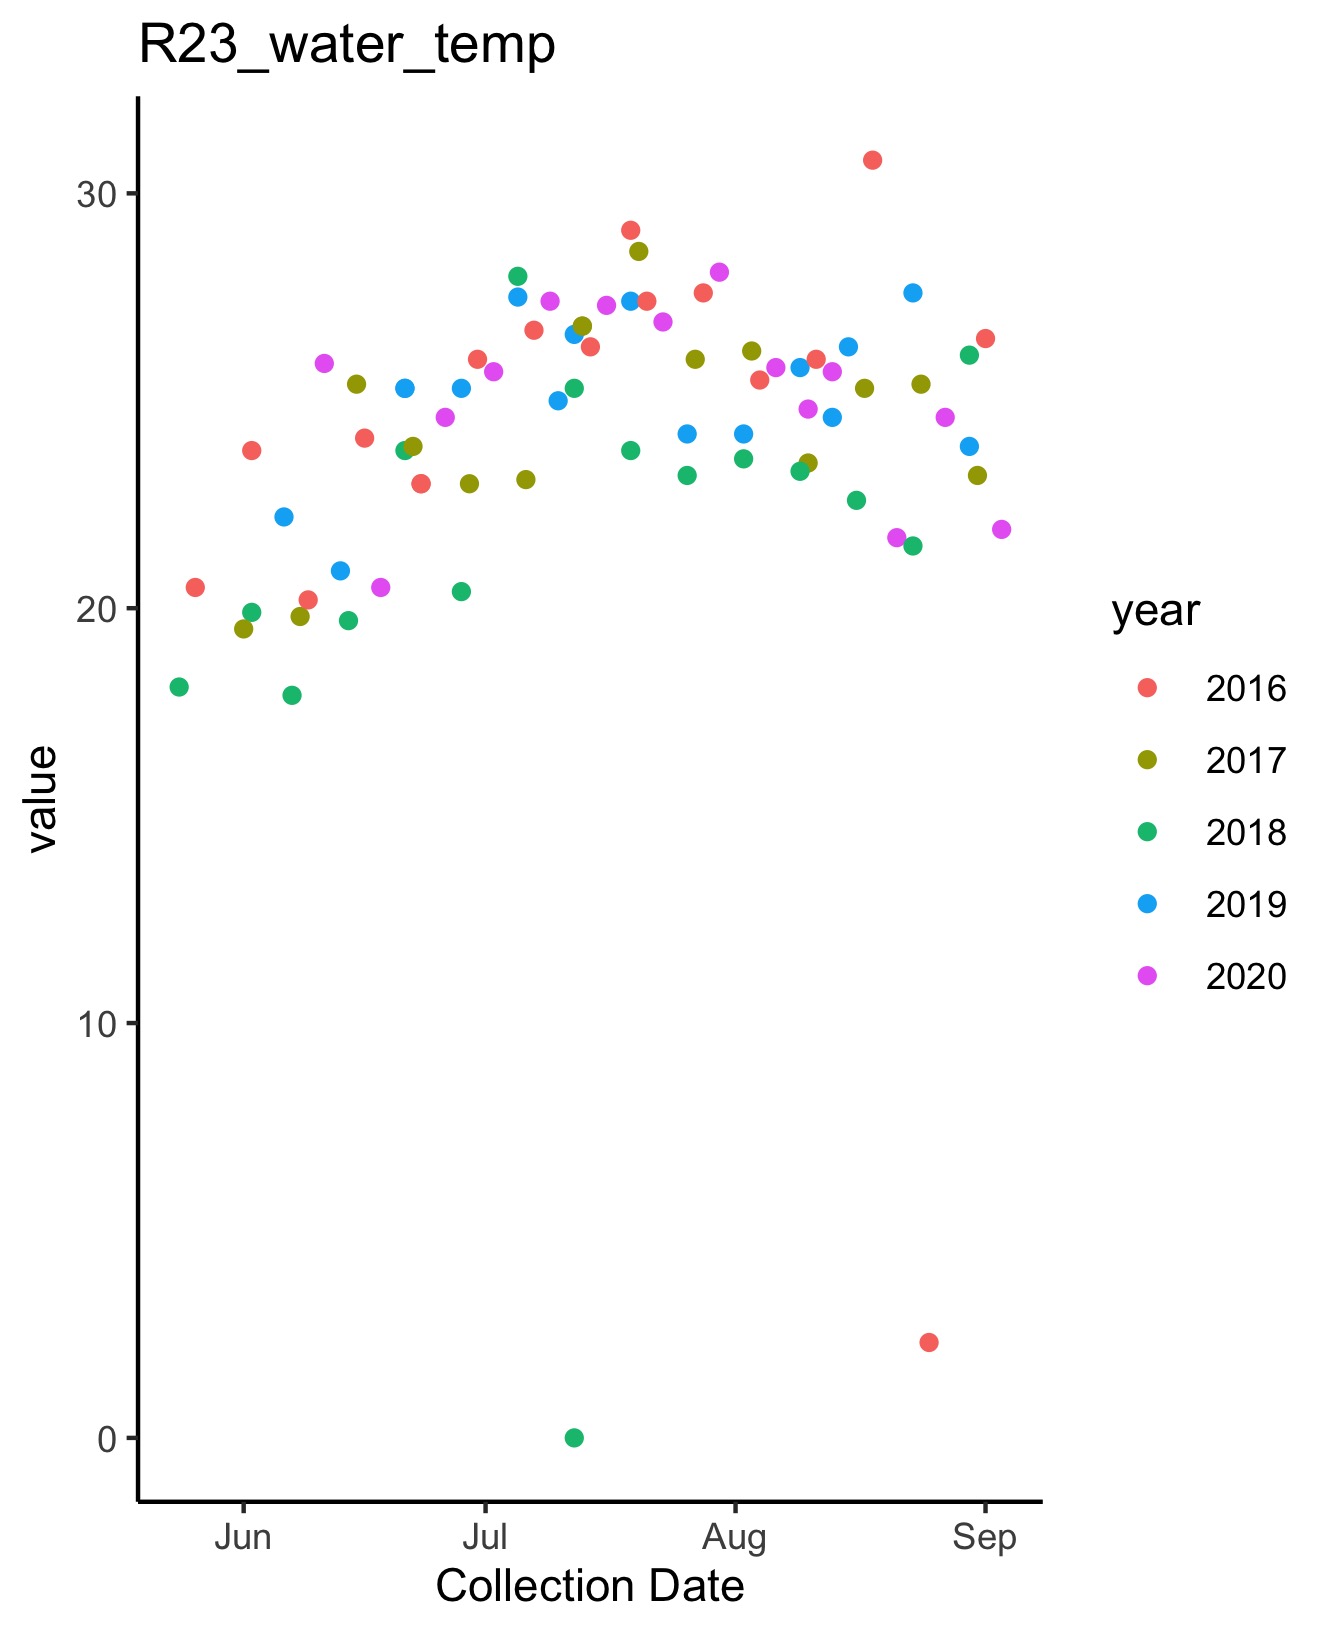 R23_water_temp
30
20
10
0
value
Jun
Jul
Aug
Sep
Collection Date
year
2016
2017
2018
2019
2020